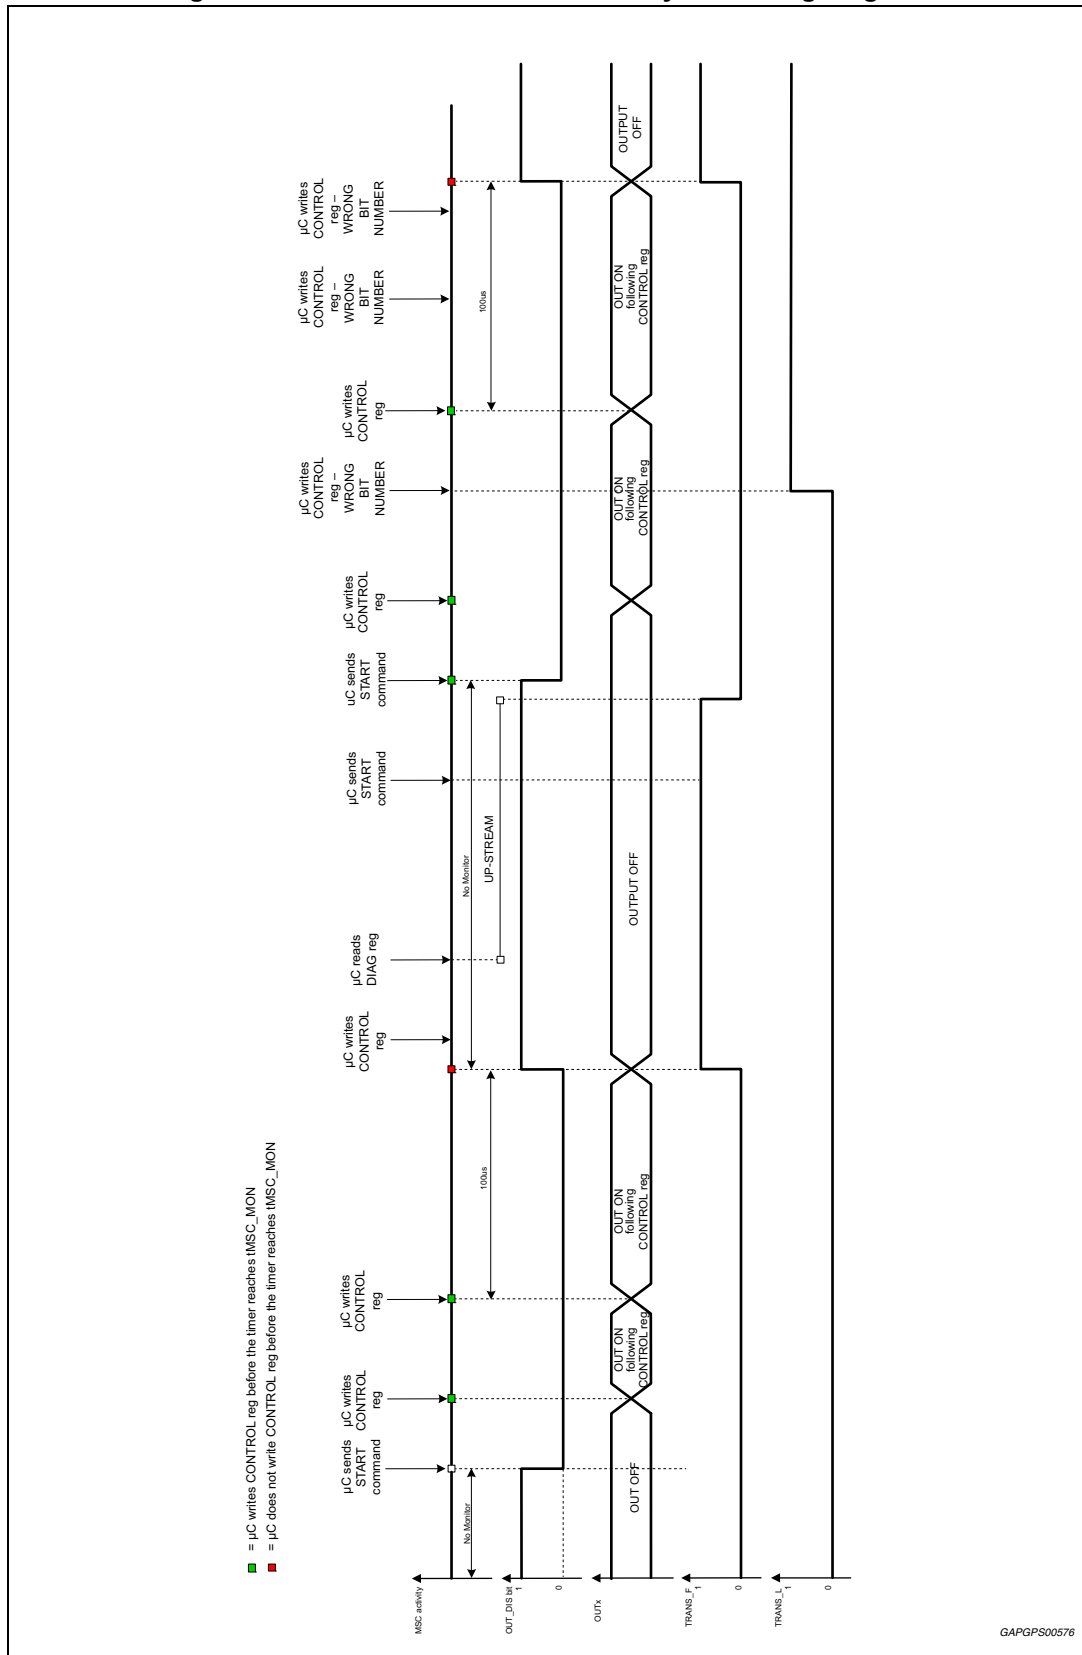 = µC writes CONTROL reg before the timer reaches tMSC_MON
= µC does not write CONTROL reg before the timer reaches tMSC_MON
µC sends
START
command
µC writes
CONTROL
reg
µC writes
CONTROL
reg
µC writes
CONTROL
reg
µC reads
DIAG reg
µC sends
START
command
uC sends
START
command
µC writes
CONTROL
reg
µC writes
CONTROL
reg –
WRONG
BIT
NUMBER
µC writes
CONTROL
reg
µC writes
CONTROL
reg –
WRONG
BIT
NUMBER
µC writes
CONTROL
reg –
WRONG
BIT
NUMBER
MSC activity
No Monitor
100us
No Monitor
UP-STREAM
100us
OUT_DIS bit
1
0
OUTx
OUT OFF
OUT ON
following
CONTROL reg
OUT ON
following
CONTROL reg
OUTPUT OFF
OUT ON
following
CONTROL reg
OUT ON
following
CONTROL reg
OUTPUT
OFF
TRANS_F
1
0
TRANS_L
1
0
GAPGPS00576